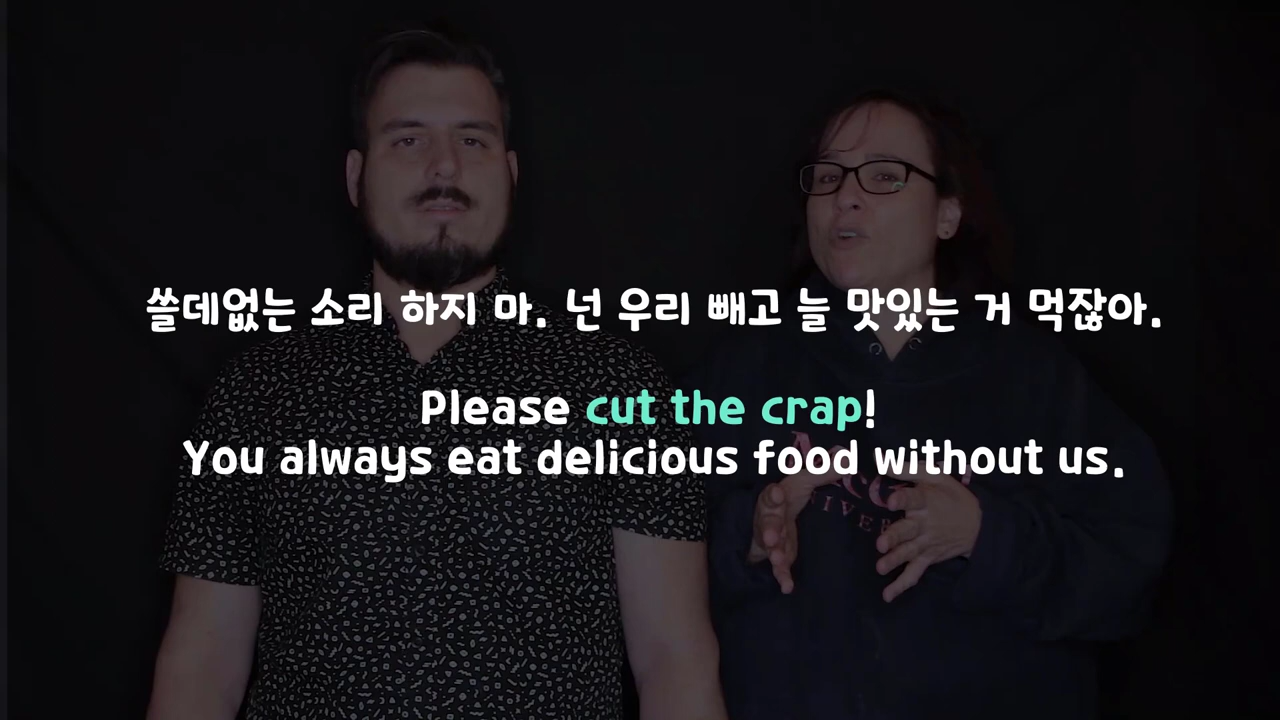 쓸데없는 소리 하지 마. 넌 우리 빼고 늘 맛있는 거 먹잖아.
Please cut the crap!
You always eat delicious food without us.